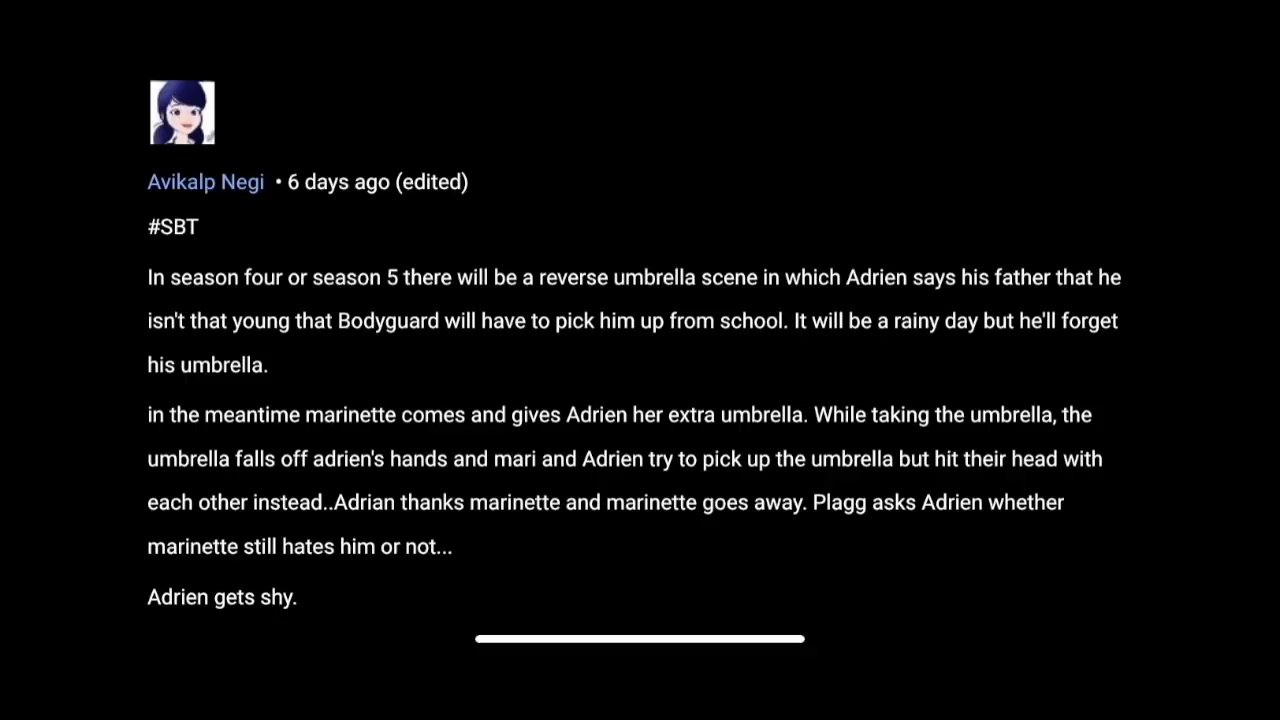 Avikalp Negi • 6 days ago (edited)
#SBT
In season four or season 5 there will be a reverse umbrella scene in which Adrien says his father that he
isn't that young that Bodyguard will have to pick him up from school. It will be a rainy day but he'll forget
his umbrella.
in the meantime marinette comes and gives Adrien her extra umbrella. While taking the umbrella, the
umbrella falls off adrien's hands and mari and Adrien try to pick up the umbrella but hit their head with
each other instead..Adrian thanks marinette and marinette goes away. Plagg asks Adrien whether
marinette still hates him or not...
Adrien gets shy.